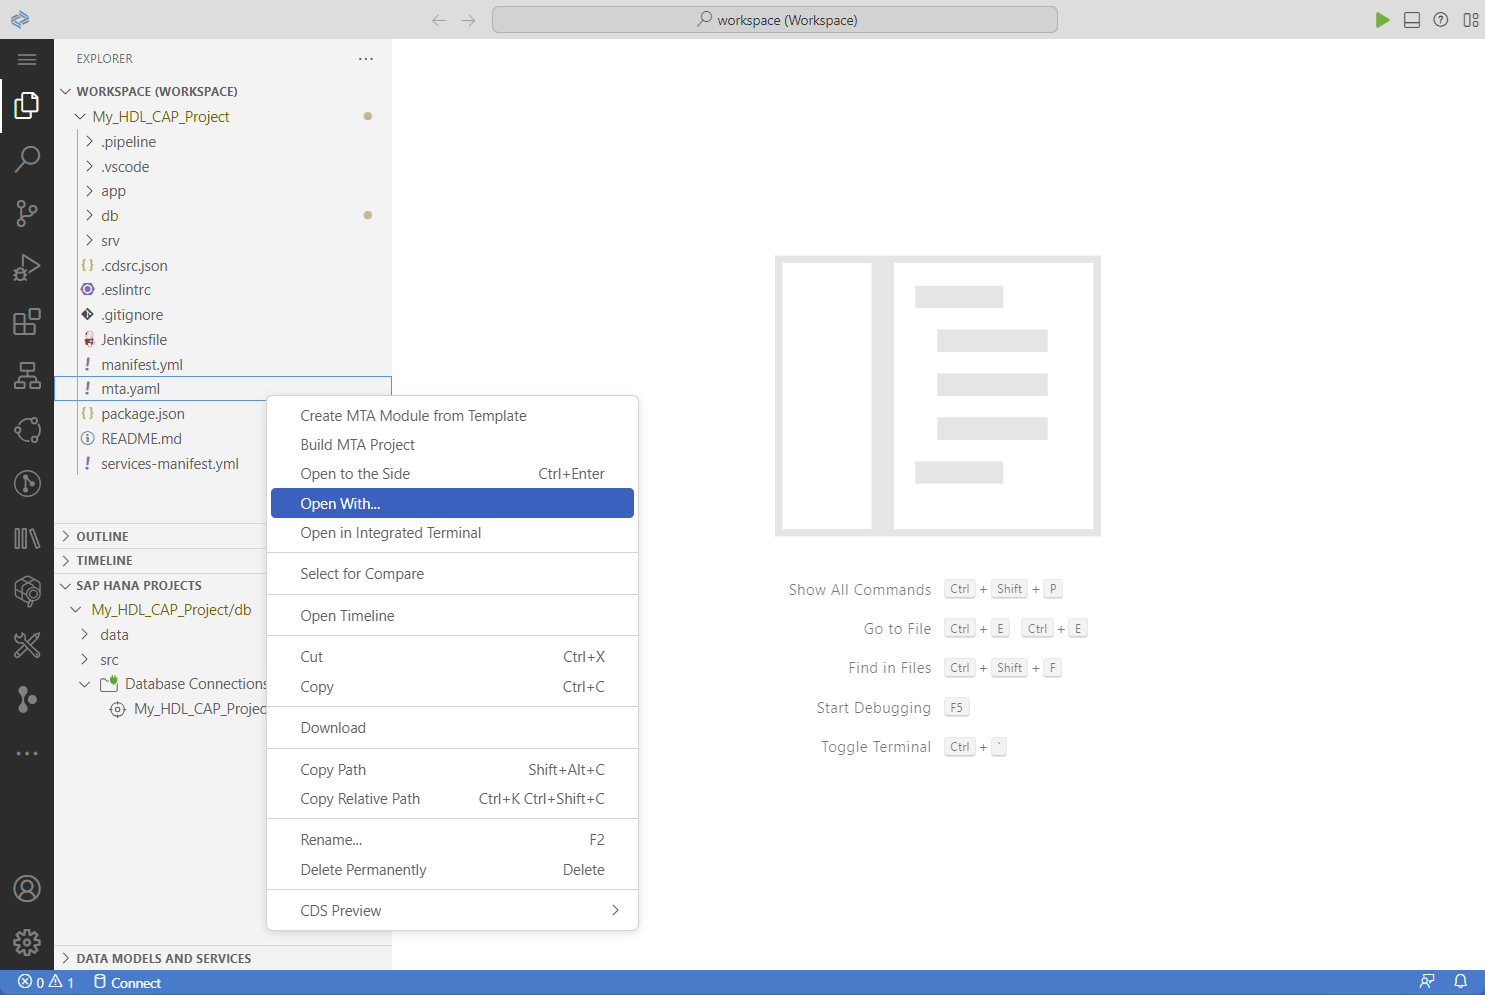 workspace (Workspace)
EXPLORER
WORKSPACE (WORKSPACE)
My_HDL_CAP_Project
.pipeline
.vscode
app
db
srv
{} .cdsrc.json
.eslintrc
.gitignore
Jenkinsfile
! manifest.yml
! mta.yaml
{} package.json
README.md
! services-manifest.yml
OUTLINE
TIMELINE
SAP HANA PROJECTS
My_HDL_CAP_Project/db
data
src
Database Connections
My_HDL_CAP_Projec
DATA MODELS AND SERVICES
Create MTA Module from Template
Build MTA Project
Open to the Side Ctrl+Enter
Open With...
Open in Integrated Terminal
Select for Compare
Open Timeline
Cut Ctrl+X
Copy Ctrl+C
Download
Copy Path Shift+Alt+C
Copy Relative Path Ctrl+K Ctrl+Shift+C
Rename... F2
Delete Permanently Delete
CDS Preview
Show All Commands Ctrl + Shift + P
Go to File Ctrl + E Ctrl + E
Find in Files Ctrl + Shift + F
Start Debugging F5
Toggle Terminal Ctrl + `
0 1 Connect